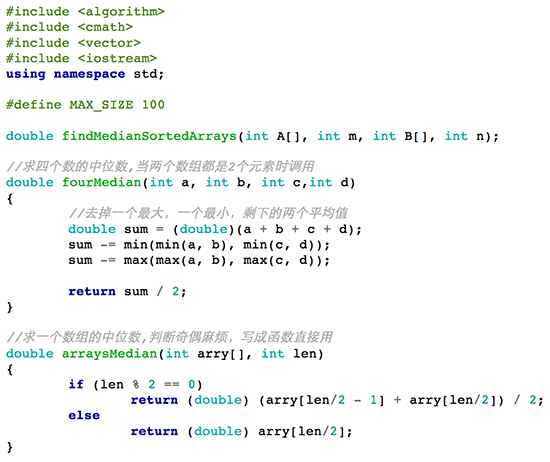 #include <algorithm>
#include <cmath>
#include <vector>
#include <iostream>
using namespace std;
#define MAX_SIZE 100
double findMedianSortedArrays(int A[], int m, int B[], int n);
//求四个数的中位数,当两个数组都是2个元素时调用
double fourMedian(int a, int b, int c,int d)
{
//去掉一个最大，一个最小，剩下的两个平均值
double sum = (double)(a + b + c + d);
sum -= min(min(a, b), min(c, d));
sum -= max(max(a, b), max(c, d));
return sum / 2;
}
//求一个数组的中位数,判断奇偶麻烦，写成函数直接用
double arraysMedian(int arry[], int len)
{
if (len % 2 == 0)
return (double) (arry[len/2 - 1] + arry[len/2]) / 2;
else
return (double) arry[len/2];
}